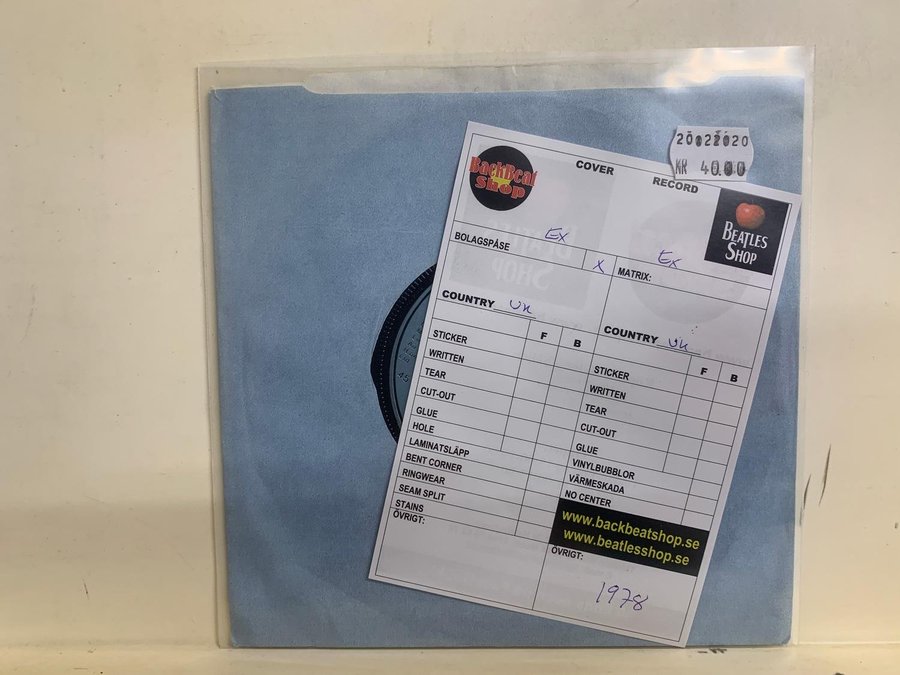 KR 40.00
COVER
RECORD
BackBeat
Shop
BEATLES
SHOP
EX
BOLAGSPÅSE
X
EX
MATRIX:
COUNTRY UK
COUNTRY UK
F B
STICKER
WRITTEN
TEAR
CUT-OUT
GLUE
HOLE
LAMINATSLÄPP
BENT CORNER
RINGWEAR
SEAM SPLIT
STAINS
ÖVRIGT:
F B
STICKER
WRITTEN
TEAR
CUT-OUT
GLUE
VINYLBUBBLOR
VÄRMESKADA
NO CENTER
www.backbeatshop.se
www.beatlesshop.se
ÖVRIGT:
1978
45